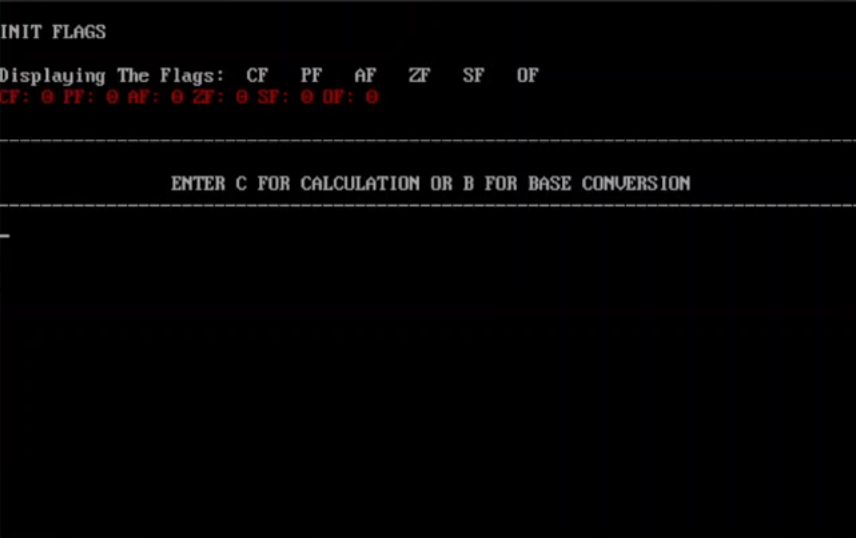 INIT FLAGS
Displaying The Flags: CF PF AF ZF SF OF
CF: 0 PF: 0 AF: 0 ZF: 0 SF: 0 OF: 0
ENTER C FOR CALCULATION OR B FOR BASE CONVERSION